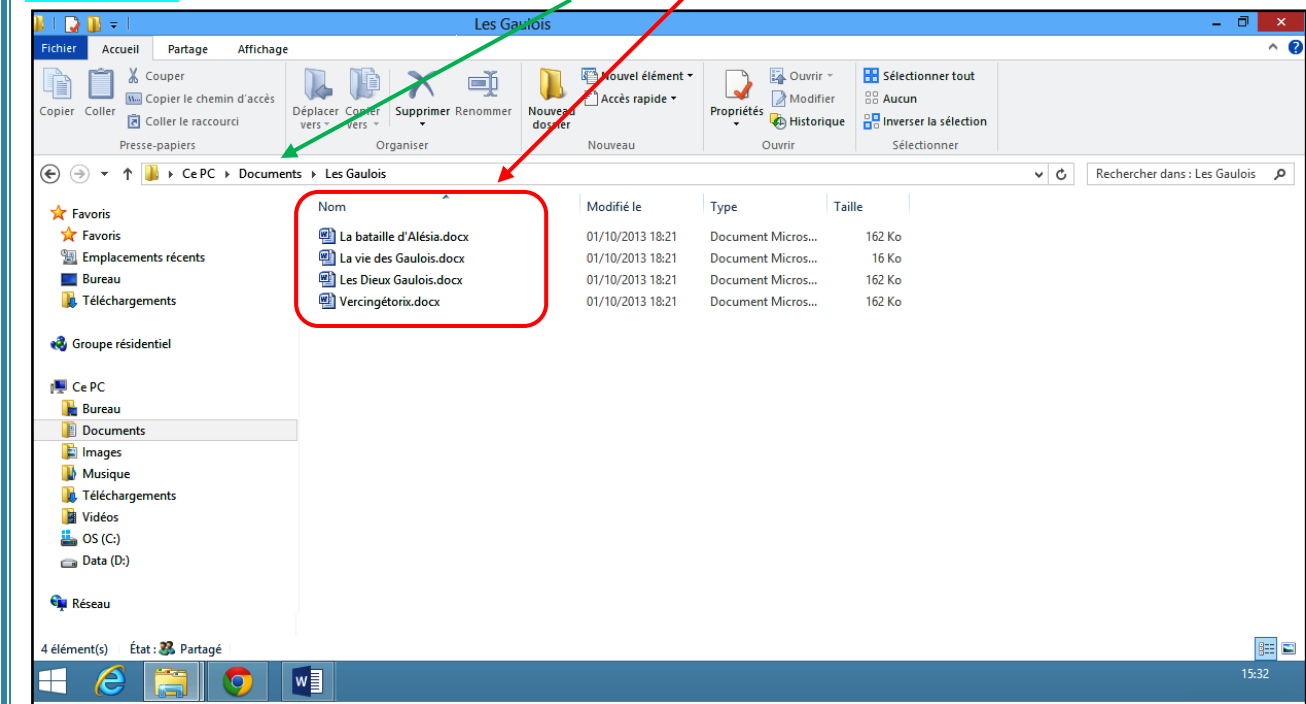 Les Gaulois
Fichier Accueil Partage Affichage
Copier
Coller
Couper
Copier le chemin d'accès
Coller le raccourci
Presse-papiers
Déplacer vers
Copier vers
Supprimer
Renommer
Organiser
Nouveau dossier
Nouvel élément
Accès rapide
Nouveau
Propriétés
Ouvrir
Modifier
Historique
Ouvrir
Sélectionner tout
Aucun
Inverser la sélection
Sélectionner
Ce PC Documents Les Gaulois
Rechercher dans : Les Gaulois
Favoris
Favoris
Emplacements récents
Bureau
Téléchargements
Groupe résidentiel
Ce PC
Bureau
Documents
Images
Musique
Téléchargements
Vidéos
OS (C:)
Data (D:)
Réseau
Nom Modifié le Type Taille
La bataille d'Alésia.docx 01/10/2013 18:21 Document Micros... 162 Ko
La vie des Gaulois.docx 01/10/2013 18:21 Document Micros... 16 Ko
Les Dieux Gaulois.docx 01/10/2013 18:21 Document Micros... 162 Ko
Vercingétorix.docx 01/10/2013 18:21 Document Micros... 162 Ko
4 élément(s) État : Partagé
15:32